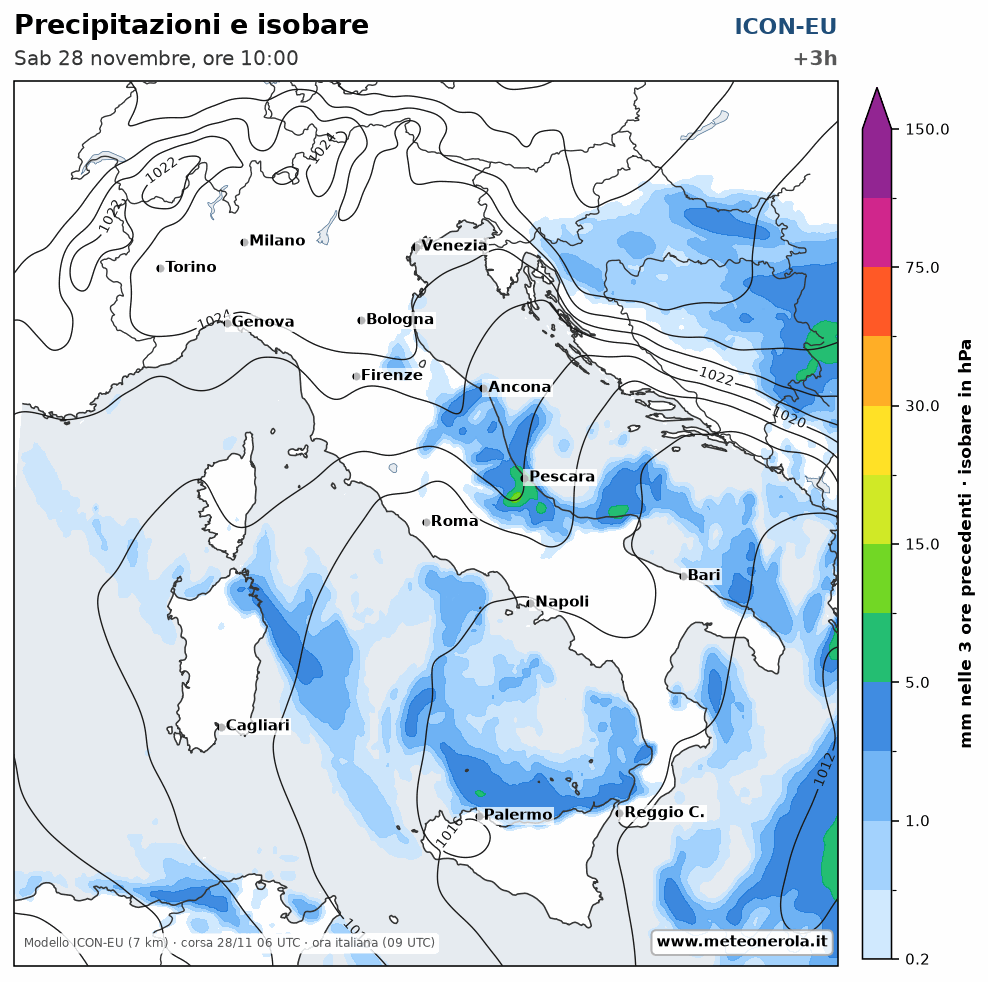 Precipitazioni e isobare
ICON-EU
Sab 28 novembre, ore 10:00
+3h
1022
1024
1022
Milano
Venezia
Torino
1024
Genova
Bologna
Firenze
Ancona
1022
1020
Pescara
Roma
Bari
Napoli
Cagliari
1012
Palermo
Reggio C.
1016
Modello ICON-EU (7 km) · corsa 28/11 06 UTC · ora italiana (09 UTC)
www.meteonerola.it
150.0
75.0
30.0
15.0
5.0
1.0
0.2
mm nelle 3 ore precedenti · isobare in hPa